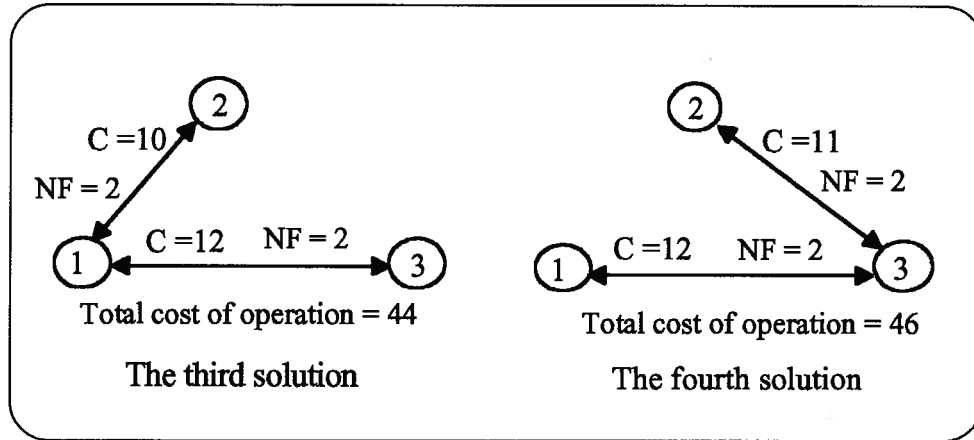 2
C =10
NF = 2
1
C =12 NF = 2
3
Total cost of operation = 44
The third solution
2
C =11
NF = 2
1
C =12 NF = 2
3
Total cost of operation = 46
The fourth solution